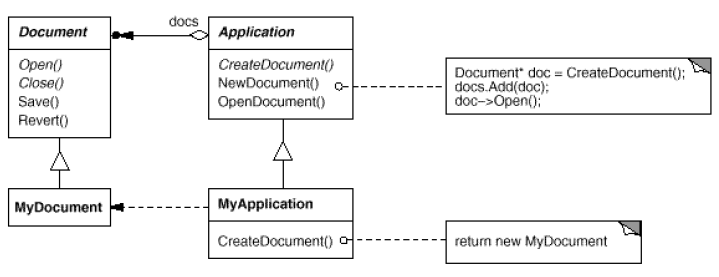 docs
Document
Open()
Close()
Save()
Revert()
Application
CreateDocument()
NewDocument()
OpenDocument()
Document* doc = CreateDocument();
docs.Add(doc);
doc->Open();
MyDocument
MyApplication
CreateDocument()
return new MyDocument